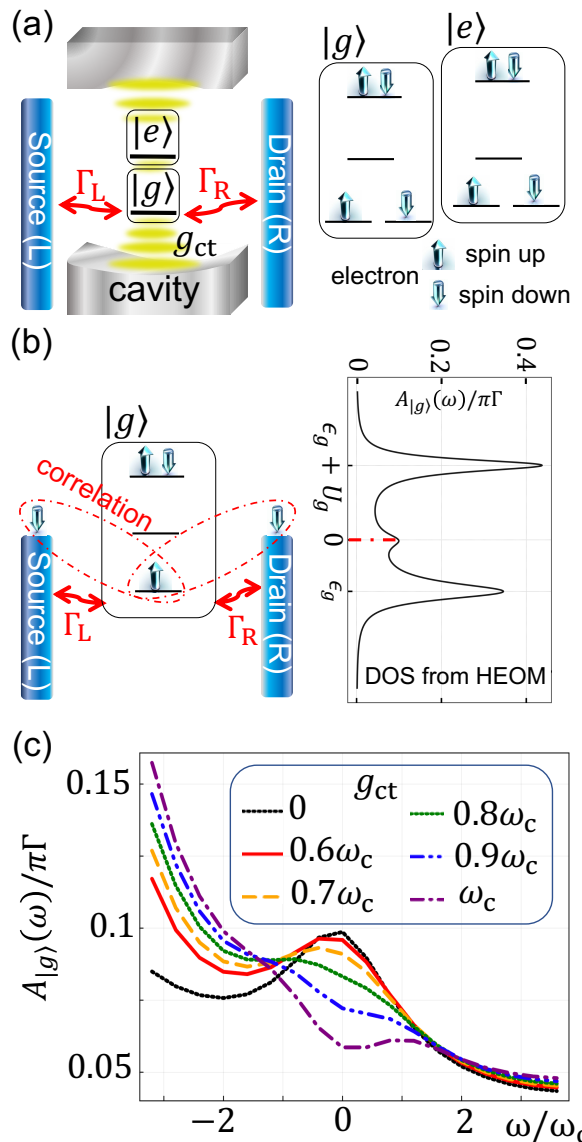 (a)
|g⟩ |e⟩
|e⟩
Source (L)
Γ_L
|g⟩
Γ_R
Drain (R)
g_ct
cavity
electron
spin up
spin down
(b)
0 0.2 0.4
A_|g⟩(ω)/πΓ
|g⟩
correlation
ϵ_g + U_g
0
ϵ_g
Source (L)
Γ_L
Γ_R
Drain (R)
DOS from HEOM
(c)
0.15
0.1
0.05
A_|g⟩(ω)/πΓ
g_ct
0 0.8ω_c
0.6ω_c 0.9ω_c
0.7ω_c ω_c
−2 0 2 ω/ω_c